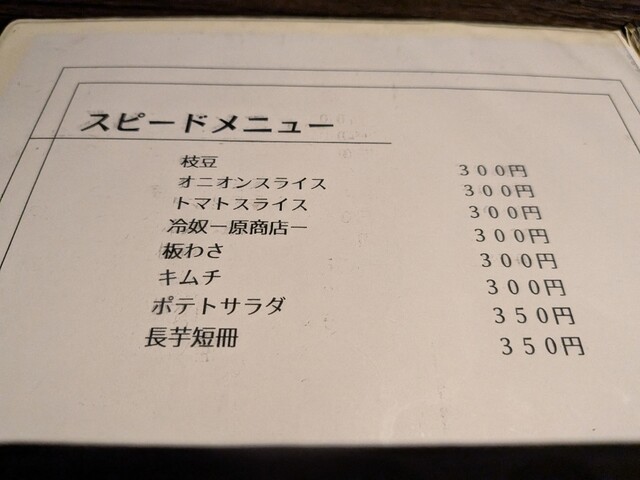 スピードメニュー
枝豆 300円
オニオンスライス 300円
トマトスライス 300円
冷奴ー原商店ー 300円
板わさ 300円
キムチ 300円
ポテトサラダ 350円
長芋短冊 350円